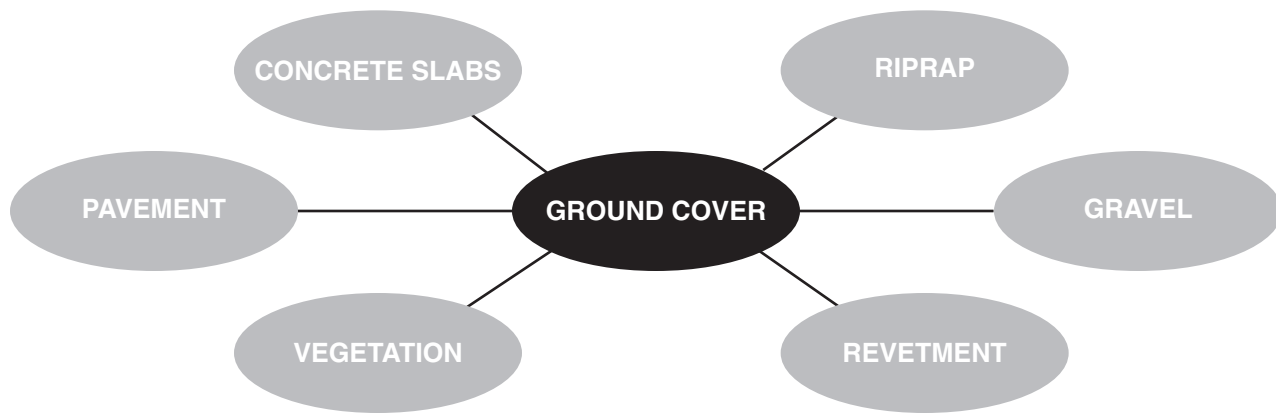 CONCRETE SLABS
RIPRAP
PAVEMENT
GROUND COVER
GRAVEL
VEGETATION
REVETMENT